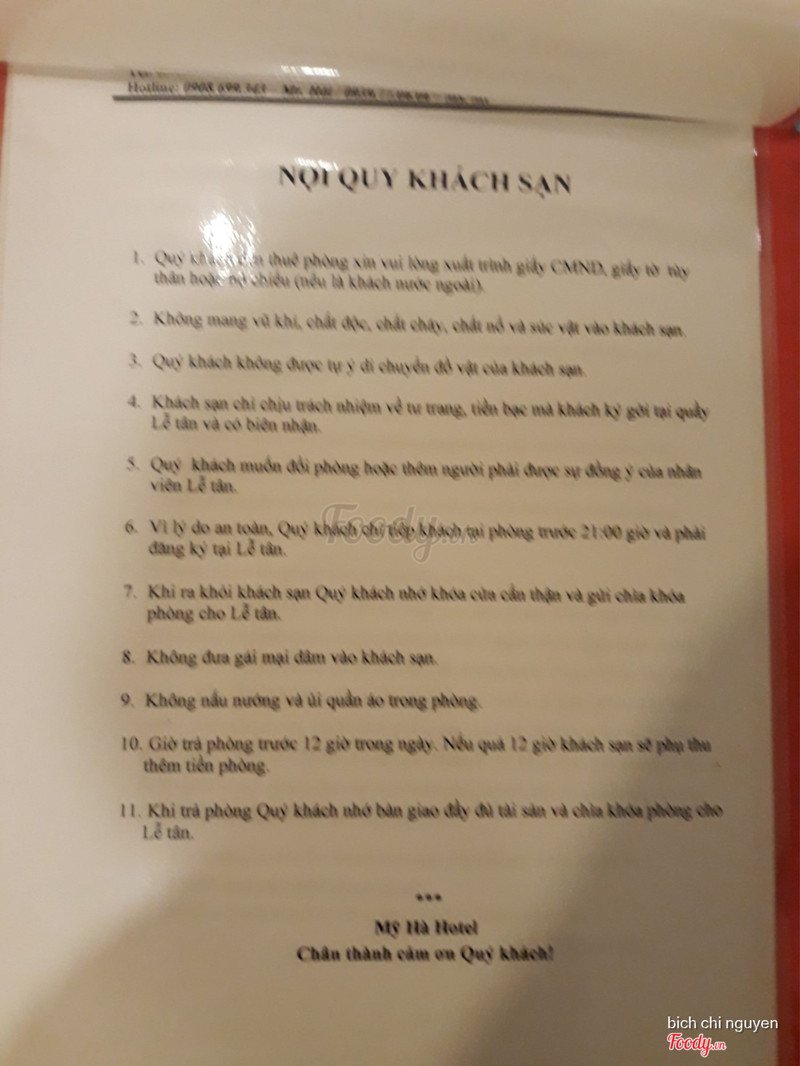 Hotline: 0908 699 343
NỘI QUY KHÁCH SẠN
1. Quý khách đến thuê phòng xin vui lòng xuất trình giấy CMND, giấy tờ tùy
thân hoặc hộ chiếu (nếu là khách nước ngoài).
2. Không mang vũ khí, chất độc, chất cháy, chất nổ và súc vật vào khách sạn.
3. Quý khách không được tự ý di chuyển đồ vật của khách sạn.
4. Khách sạn chỉ chịu trách nhiệm về tư trang, tiền bạc mà khách ký gởi tại quầy
Lễ tân và có biên nhận.
5. Quý khách muốn đổi phòng hoặc thêm người phải được sự đồng ý của nhân
viên Lễ tân.
6. Vì lý do an toàn, Quý khách chỉ tiếp khách tại phòng trước 21:00 giờ và phải
đăng ký tại Lễ tân.
7. Khi ra khỏi khách sạn Quý khách nhớ khóa cửa cẩn thận và gửi chìa khóa
phòng cho Lễ tân.
8. Không đưa gái mại dâm vào khách sạn.
9. Không nấu nướng và ủi quần áo trong phòng.
10. Giờ trả phòng trước 12 giờ trong ngày. Nếu quá 12 giờ khách sạn sẽ phụ thu
thêm tiền phòng.
11. Khi trả phòng Quý khách nhớ bàn giao đầy đủ tài sản và chìa khóa phòng cho
Lễ tân.
***
Mỹ Hà Hotel
Chân thành cảm ơn Quý khách!
Foody.vn
bich chi nguyen
Foody.vn